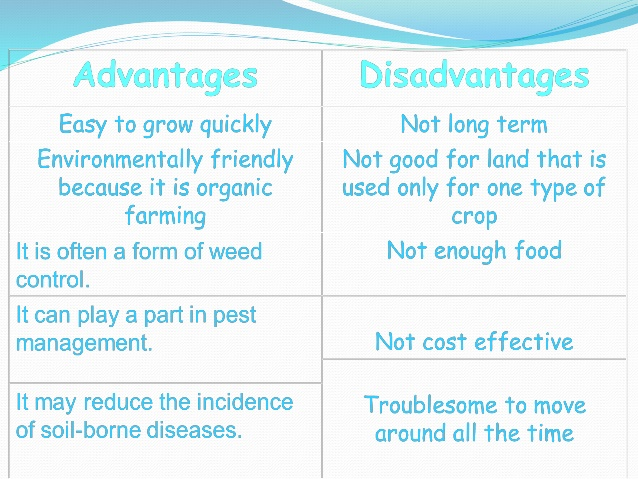 Advantages
Disadvantages
Easy to grow quickly
Not long term
Environmentally friendly
because it is organic
farming
Not good for land that is
used only for one type of
crop
It is often a form of weed
control.
Not enough food
It can play a part in pest
management.
Not cost effective
It may reduce the incidence
of soil-borne diseases.
Troublesome to move
around all the time